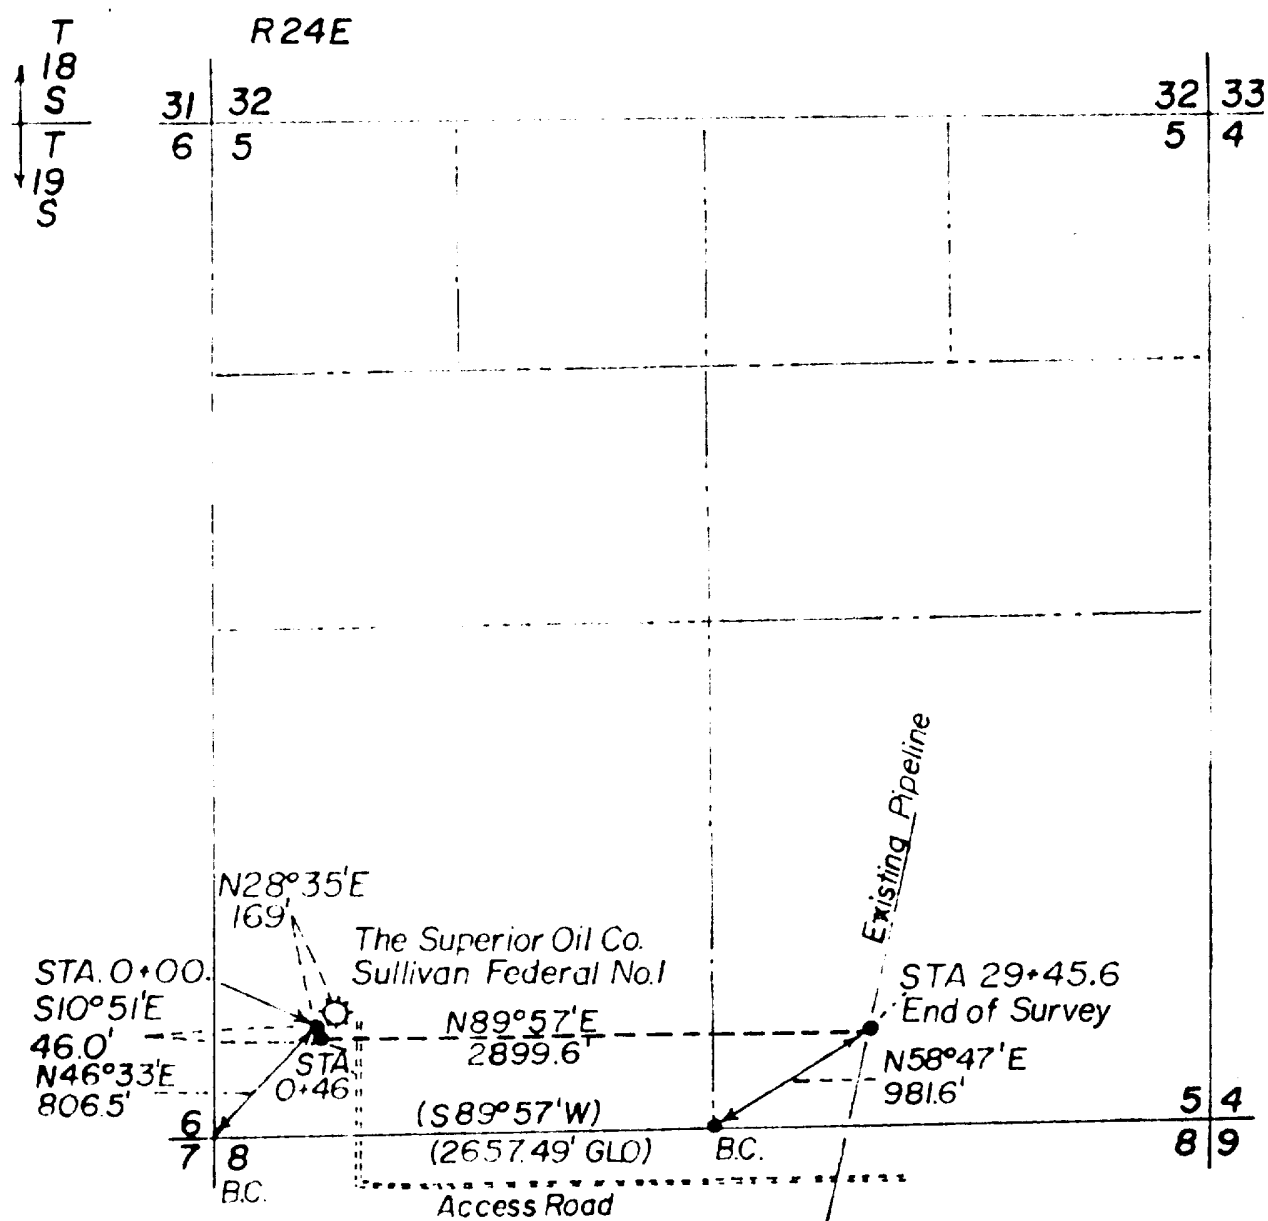 T
18
S
T
19
S
R24E
31 32
6 5
32 33
5 4
Existing Pipeline
N28°35'E
169'
The Superior Oil Co.
Sullivan Federal No.1
STA. 0+00
S10°51'E
46.0'
N46°33'E
806.5'
STA.
0+46
N89°57'E
2899.6'
STA 29+45.6
End of Survey
N58°47'E
981.6'
(S89°57'W)
(2657.49' GLO)
6
7 8
B.C.
B.C.
5 4
8 9
Access Road